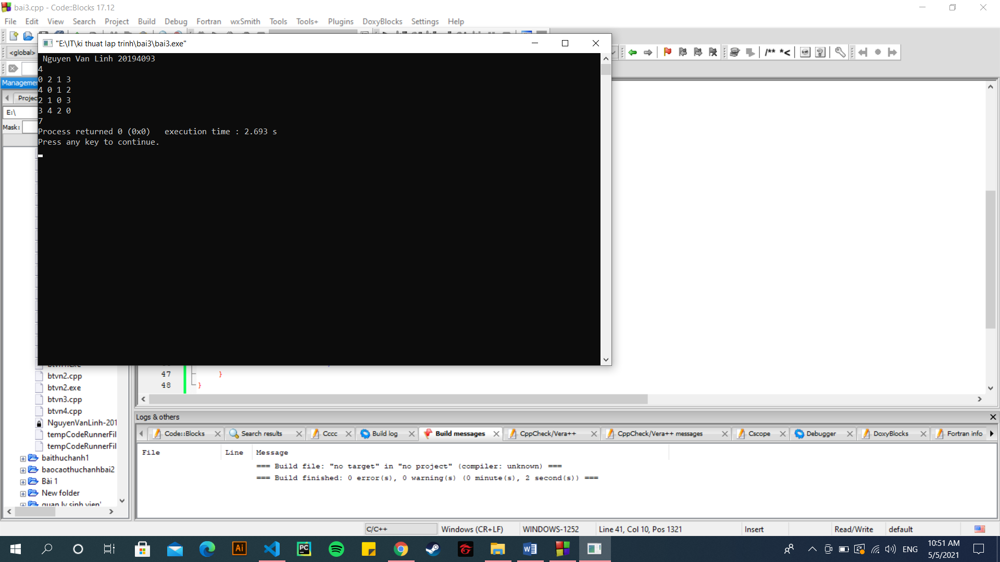 bai3.cpp - Code::Blocks 17.12
File Edit View Search Project Build Debug Fortran wxSmith Tools Tools+ Plugins DoxyBlocks Settings Help
"E:\IT\ki thuat lap trinh\bai3\bai3.exe"
<global>
/** *<
Nguyen Van Linh 20194093
4
0 2 1 3
4 0 1 2
2 1 0 3
3 4 2 0
7
Process returned 0 (0x0)   execution time : 2.693 s
Press any key to continue.
Managemen
Projec
E:\
Mask:
btvn2.cpp
btvn2.exe
btvn3.cpp
btvn4.cpp
NguyenVanLinh-201
tempCodeRunnerFil
tempCodeRunnerFil
baithuchanh1
baocaothuchanhbai2
Bài 1
New folder
quan ly sinh vien'
47 }
48 }
Logs & others
Code::Blocks Search results Cccc Build log Build messages CppCheck/Vera++ CppCheck/Vera++ messages Cscope Debugger DoxyBlocks Fortran info
File Line Message
=== Build file: "no target" in "no project" (compiler: unknown) ===
=== Build finished: 0 error(s), 0 warning(s) (0 minute(s), 2 second(s)) ===
C/C++ Windows (CR+LF) WINDOWS-1252 Line 41, Col 10, Pos 1321 Insert Read/Write default
Ai
PC
ENG
10:51 AM
5/5/2021